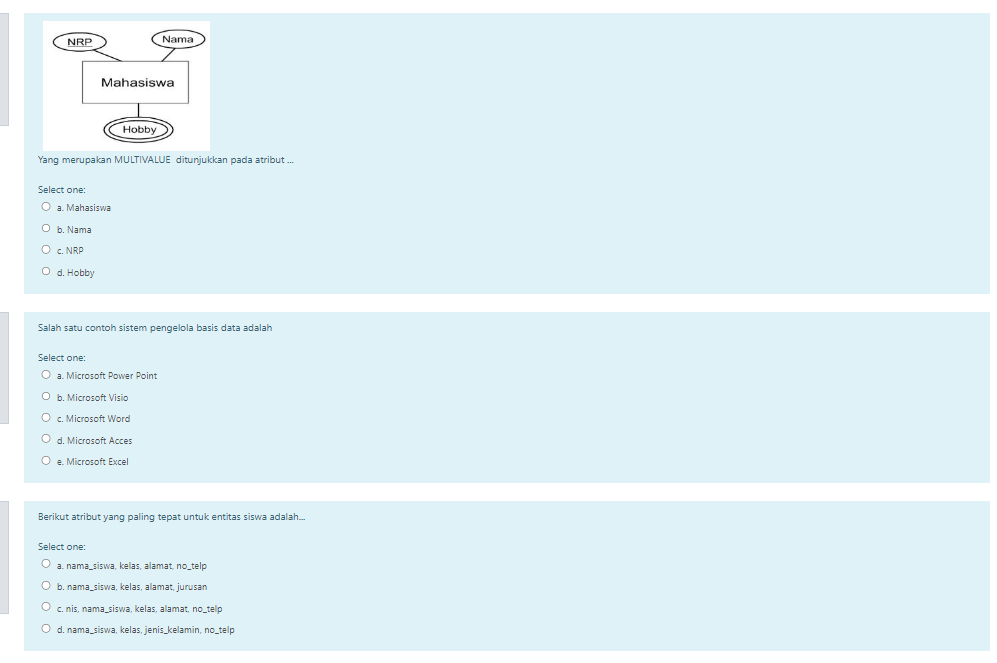 NRP
Nama
Mahasiswa
Hobby
Yang merupakan MULTIVALUE ditunjukkan pada atribut ...
Select one:
a. Mahasiswa
b. Nama
c. NRP
d. Hobby
Salah satu contoh sistem pengelola basis data adalah
Select one:
a. Microsoft Power Point
b. Microsoft Visio
c. Microsoft Word
d. Microsoft Acces
e. Microsoft Excel
Berikut atribut yang paling tepat untuk entitas siswa adalah...
Select one:
a. nama_siswa, kelas, alamat, no_telp
b. nama_siswa, kelas, alamat, jurusan
c. nis, nama_siswa, kelas, alamat, no_telp
d. nama_siswa, kelas, jenis_kelamin, no_telp